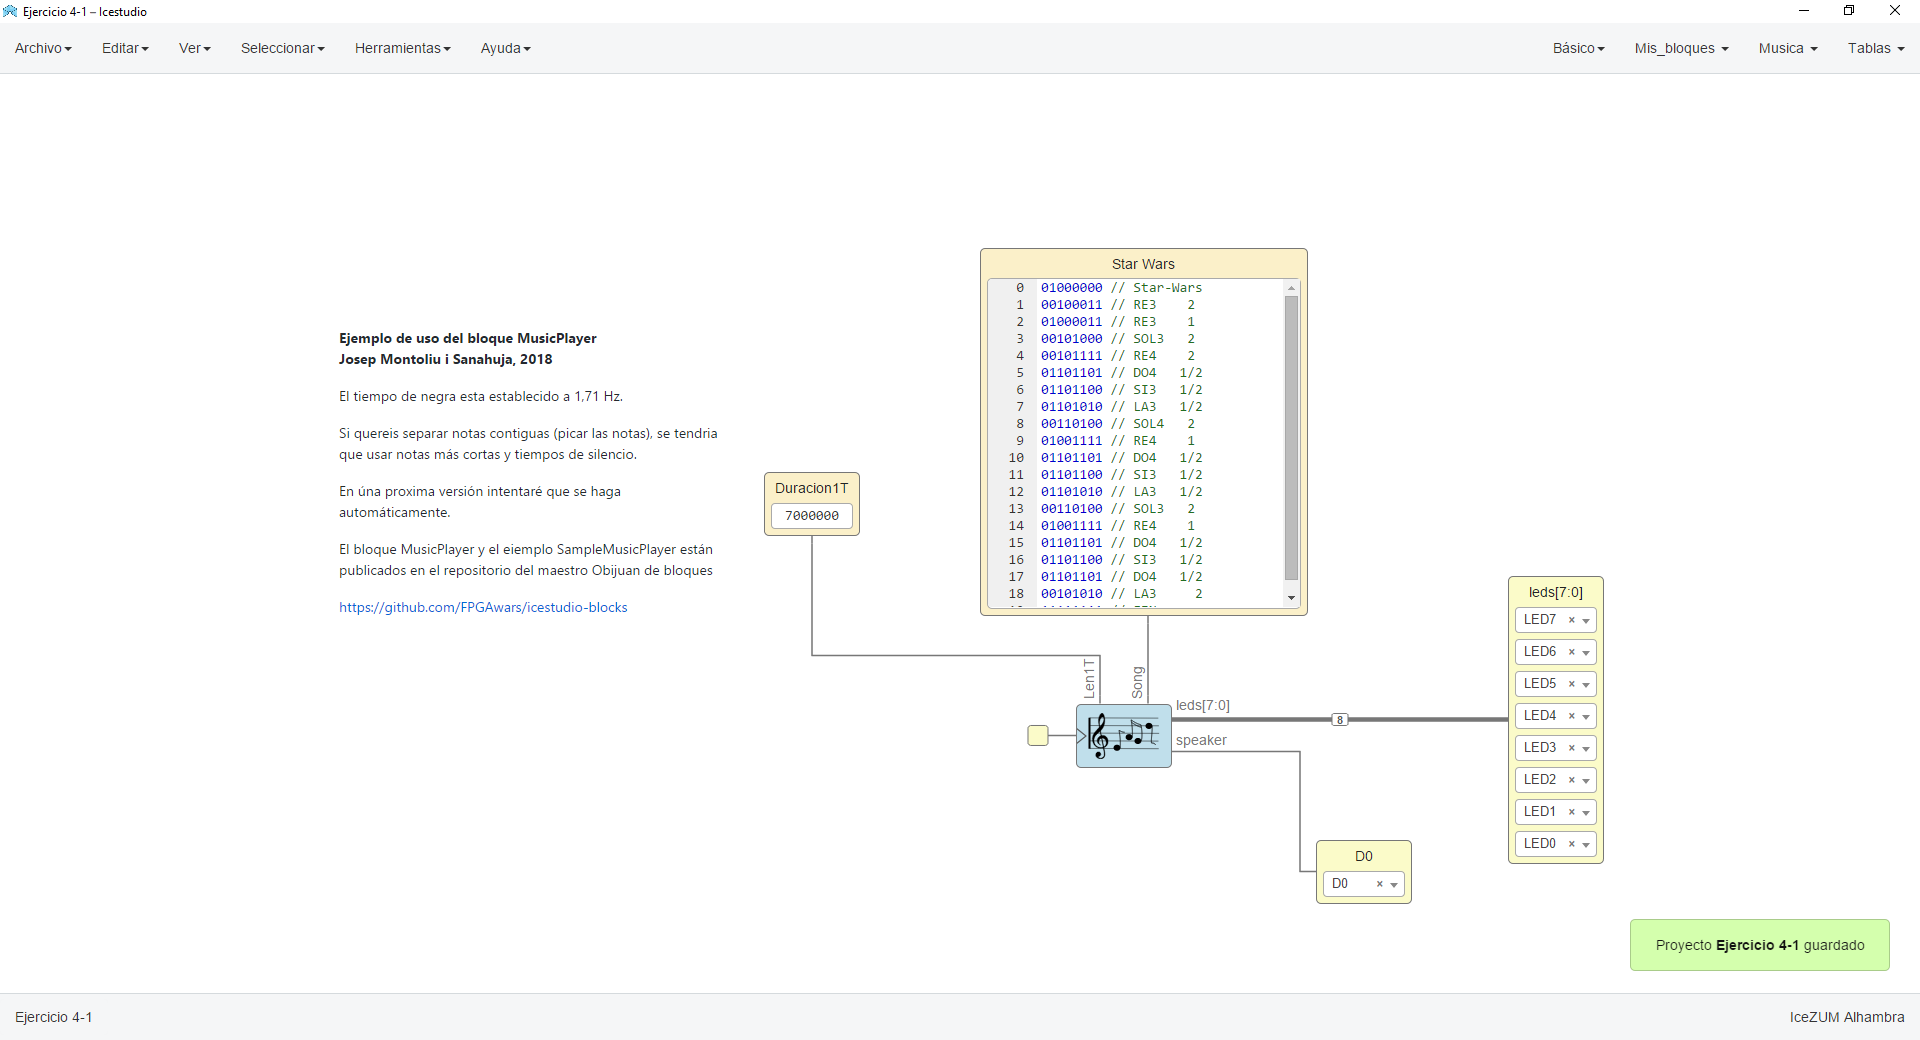 Ejercicio 4-1 – Icestudio
Archivo Editar Ver Seleccionar Herramientas Ayuda Básico Mis_bloques Musica Tablas
Ejemplo de uso del bloque MusicPlayer
Josep Montoliu i Sanahuja, 2018
El tiempo de negra esta establecido a 1,71 Hz.
Si quereis separar notas contiguas (picar las notas), se tendria
que usar notas más cortas y tiempos de silencio.
En úna proxima versión intentaré que se haga
automáticamente.
El bloque MusicPlayer y el eiemplo SampleMusicPlayer están
publicados en el repositorio del maestro Obijuan de bloques
https://github.com/FPGAwars/icestudio-blocks
Duracion1T
7000000
Star Wars
0 01000000 // Star-Wars
1 00100011 // RE3 2
2 01000011 // RE3 1
3 00101000 // SOL3 2
4 00101111 // RE4 2
5 01101101 // DO4 1/2
6 01101100 // SI3 1/2
7 01101010 // LA3 1/2
8 00110100 // SOL4 2
9 01001111 // RE4 1
10 01101101 // DO4 1/2
11 01101100 // SI3 1/2
12 01101010 // LA3 1/2
13 00110100 // SOL3 2
14 01001111 // RE4 1
15 01101101 // DO4 1/2
16 01101100 // SI3 1/2
17 01101101 // DO4 1/2
18 00101010 // LA3 2
Len1T
Song
leds[7:0]
8
speaker
leds[7:0]
LED7 ×
LED6 ×
LED5 ×
LED4 ×
LED3 ×
LED2 ×
LED1 ×
LED0 ×
D0
D0 ×
Proyecto Ejercicio 4-1 guardado
Ejercicio 4-1
IceZUM Alhambra